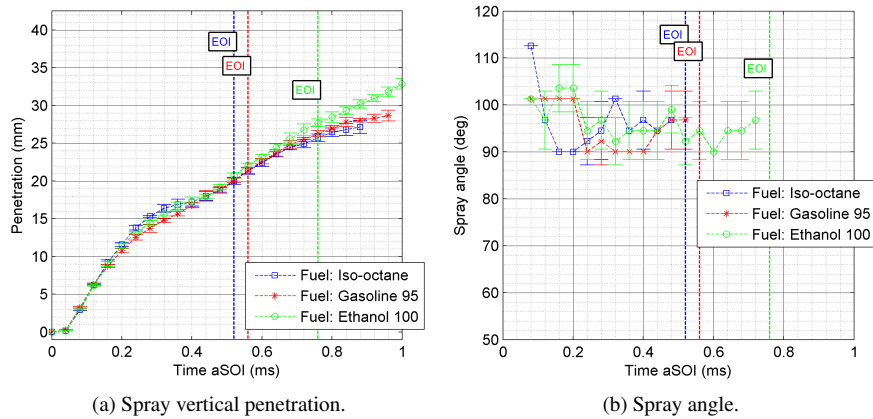 40
35
30
25
20
15
10
5
0
Penetration (mm)
EOI
EOI
EOI
Fuel: Iso-octane
Fuel: Gasoline 95
Fuel: Ethanol 100
0 0.2 0.4 0.6 0.8 1
Time aSOI (ms)
(a) Spray vertical penetration.
120
110
100
90
80
70
60
50
Spray angle (deg)
EOI
EOI
EOI
Fuel: Iso-octane
Fuel: Gasoline 95
Fuel: Ethanol 100
0 0.2 0.4 0.6 0.8 1
Time aSOI (ms)
(b) Spray angle.